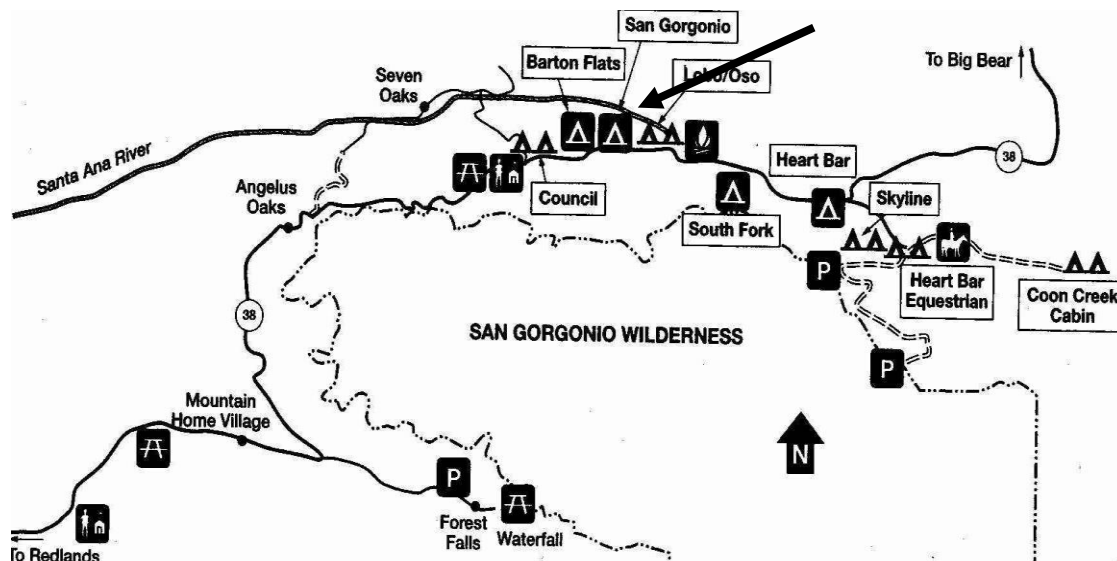 San Gorgonio
Barton Flats
To Big Bear
Seven
Oaks
38
Santa Ana River
Heart Bar
Angelus
Oaks
Council
Skyline
South Fork
P
Heart Bar
Equestrian
Coon Creek
Cabin
38
SAN GORGONIO WILDERNESS
P
Mountain
Home Village
N
P
Forest
Falls
Waterfall
To Redlands